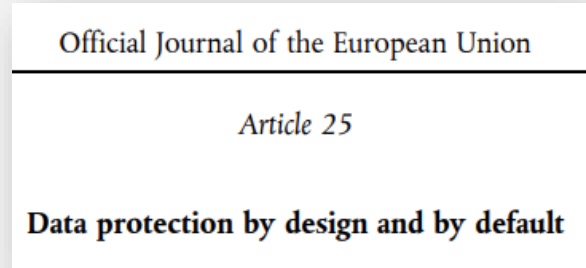 Official Journal of the European Union
Article 25
Data protection by design and by default